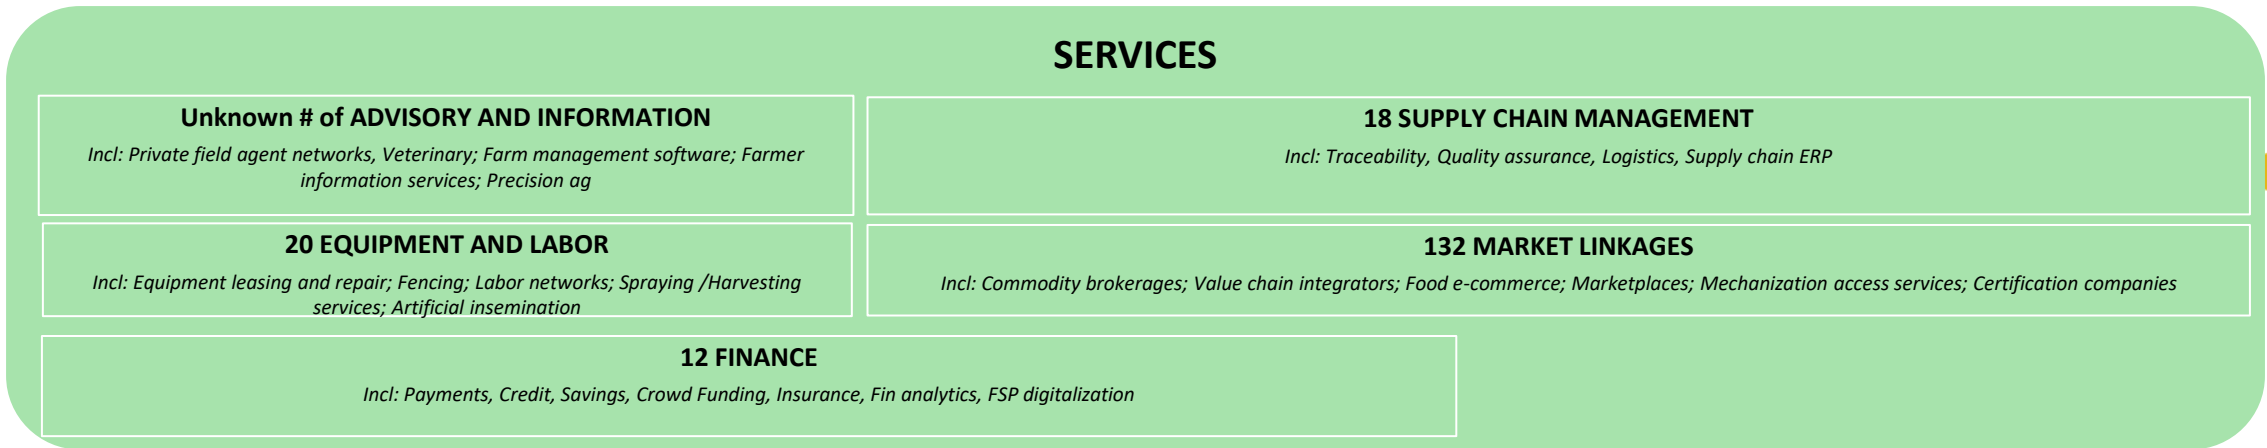 SERVICES
Unknown # of ADVISORY AND INFORMATION
Incl: Private field agent networks, Veterinary; Farm management software; Farmer
information services; Precision ag
18 SUPPLY CHAIN MANAGEMENT
Incl: Traceability, Quality assurance, Logistics, Supply chain ERP
20 EQUIPMENT AND LABOR
Incl: Equipment leasing and repair; Fencing; Labor networks; Spraying /Harvesting
services; Artificial insemination
132 MARKET LINKAGES
Incl: Commodity brokerages; Value chain integrators; Food e-commerce; Marketplaces; Mechanization access services; Certification companies
12 FINANCE
Incl: Payments, Credit, Savings, Crowd Funding, Insurance, Fin analytics, FSP digitalization